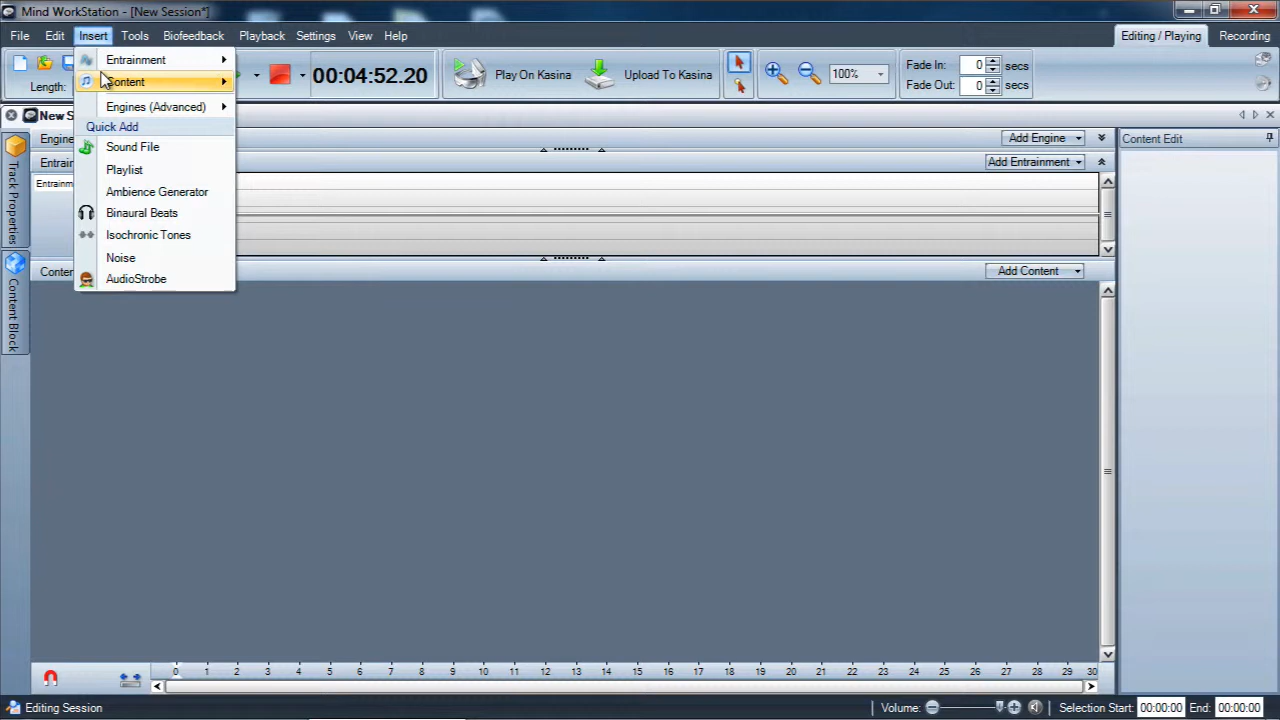 Mind WorkStation - [New Session*]
File Edit Insert Tools Biofeedback Playback Settings View Help
Editing / Playing Recording
Entrainment
Content
Engines (Advanced)
Quick Add
Sound File
Playlist
Ambience Generator
Binaural Beats
Isochronic Tones
Noise
AudioStrobe
Length:
00:04:52.20
Play On Kasina
Upload To Kasina
100%
Fade In: 0 secs
Fade Out: 0 secs
New S
Engine
Add Engine
Content Edit
Entrain
Add Entrainment
Entrainm
Conten
Add Content
Track Properties
Content Block
0 1 2 3 4 5 6 7 8 9 10 11 12 13 14 15 16 17 18 19 20 21 22 23 24 25 26 27 28 29 30
Editing Session
Volume:
Selection Start: 00:00:00 End: 00:00:00